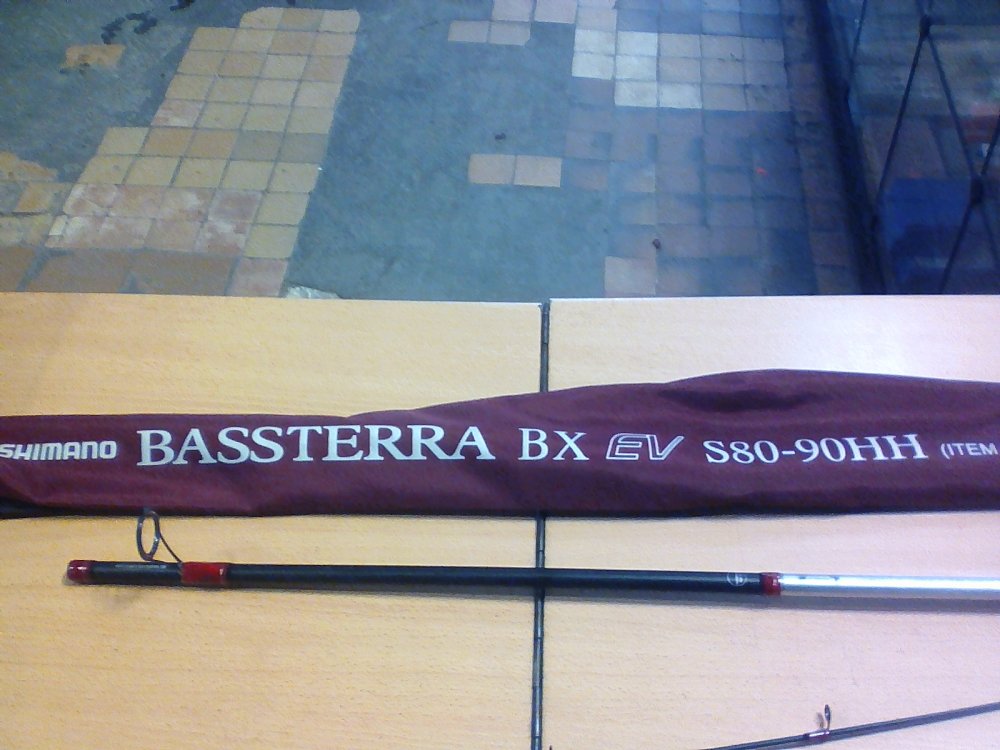 SHIMANO BASSTERRA BX EV S80-90HH (ITEM